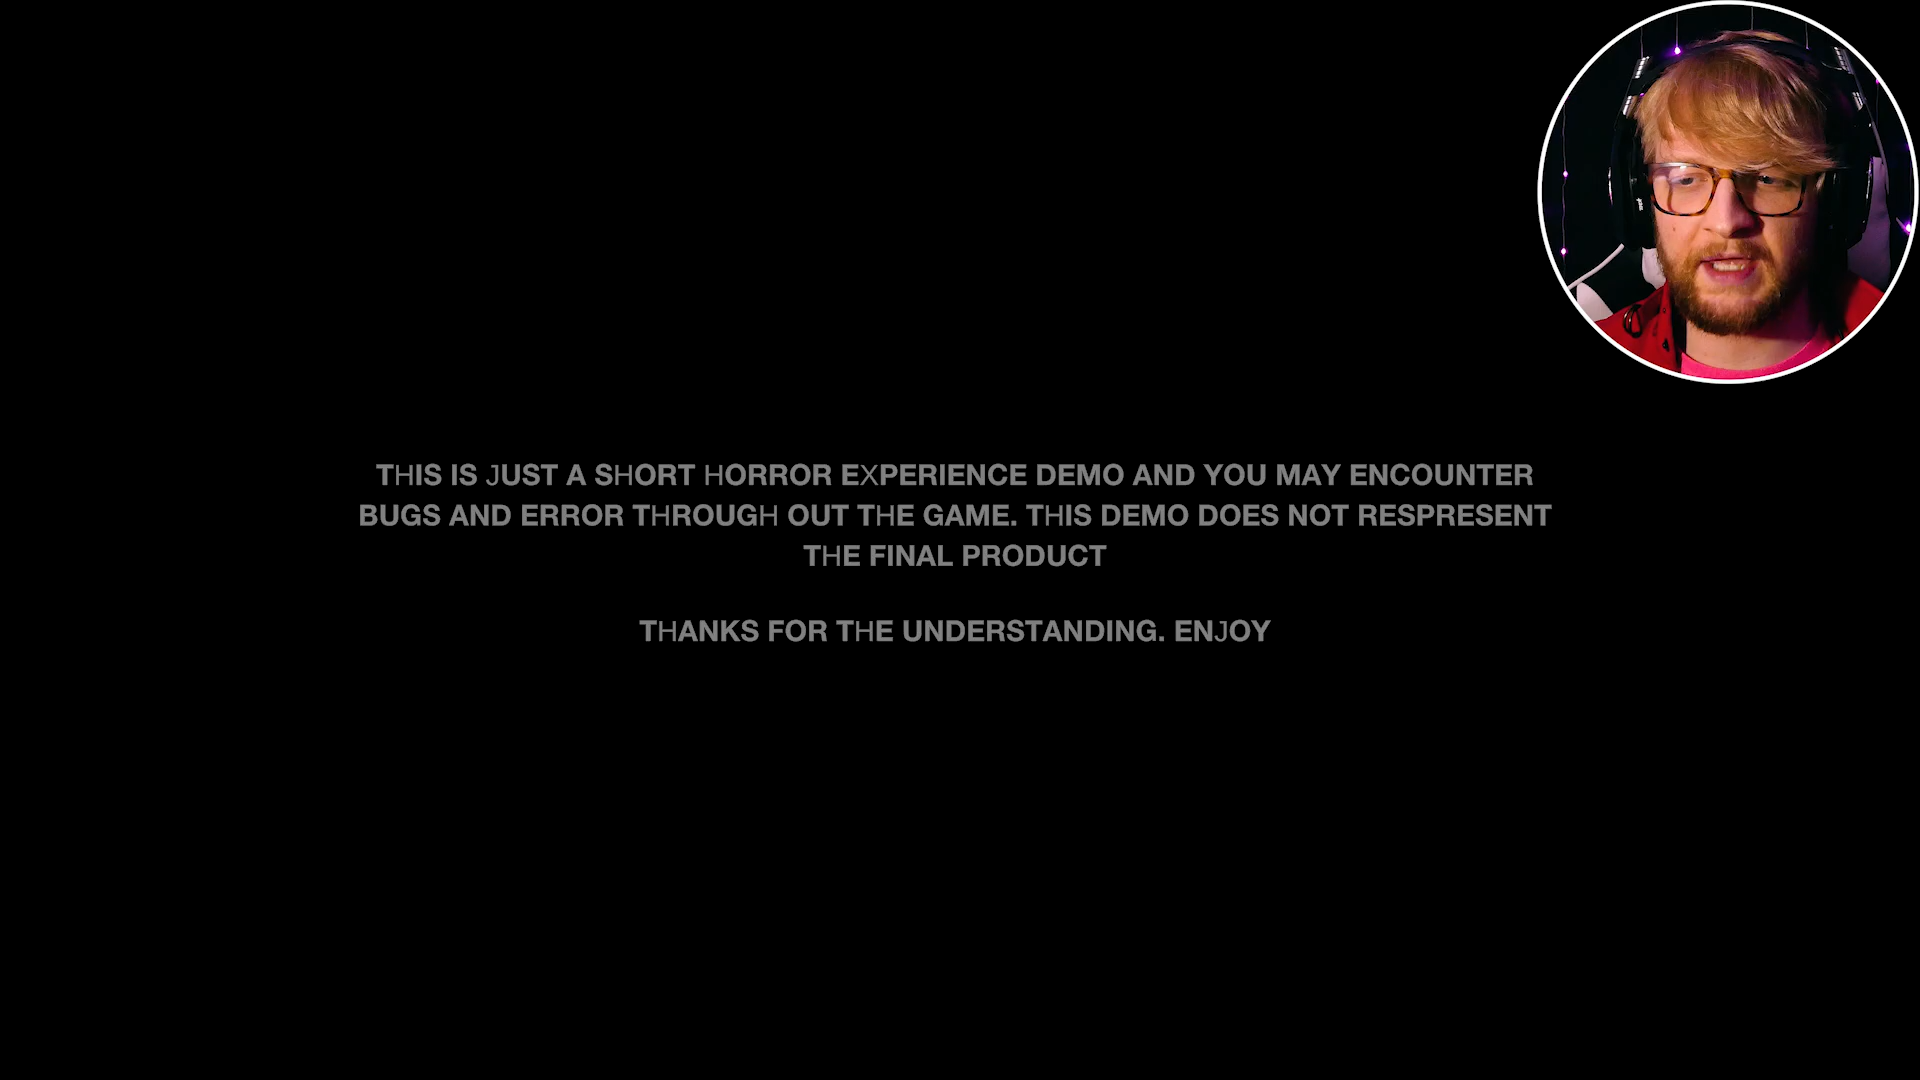 THIS IS JUST A SHORT HORROR EXPERIENCE DEMO AND YOU MAY ENCOUNTER
BUGS AND ERROR THROUGH OUT THE GAME. THIS DEMO DOES NOT RESPRESENT
THE FINAL PRODUCT
THANKS FOR THE UNDERSTANDING. ENJOY